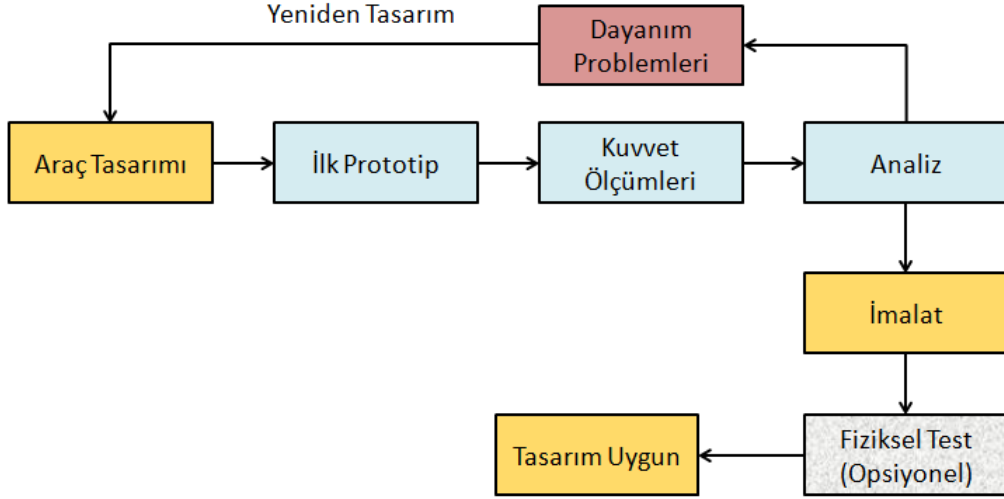 Yeniden Tasarım
Dayanım
Problemleri
Araç Tasarımı
İlk Prototip
Kuvvet
Ölçümleri
Analiz
İmalat
Tasarım Uygun
Fiziksel Test
(Opsiyonel)